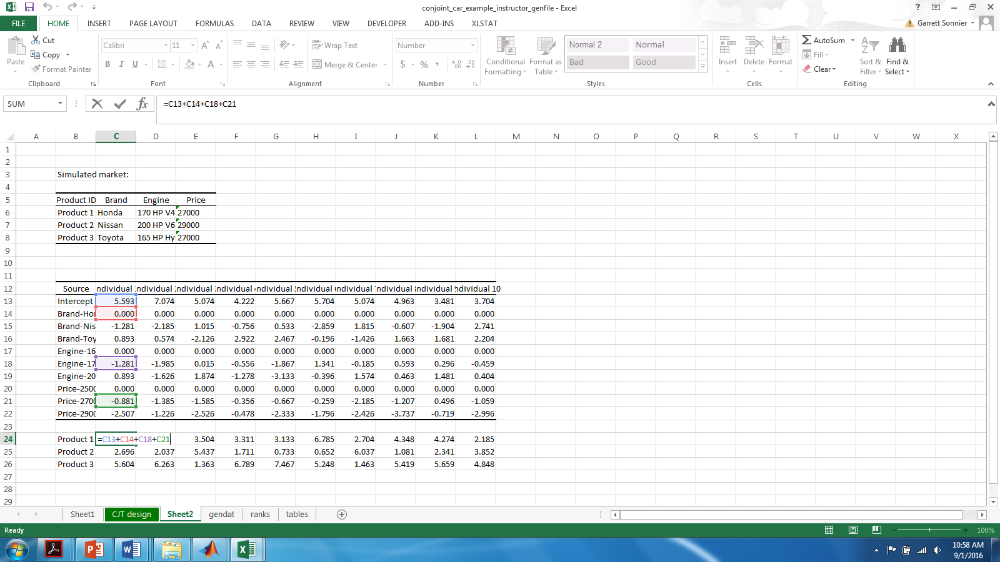 conjoint_car_example_instructor_genfile - Excel
FILE HOME INSERT PAGE LAYOUT FORMULAS DATA REVIEW VIEW DEVELOPER ADD-INS XLSTAT Garrett Sonnier
Paste Cut Copy Format Painter Clipboard
Calibri 11 B I U A Font
Wrap Text Merge & Center Alignment
Number $ % Number
Conditional Formatting Format as Table Normal 2 Normal Bad Good Styles
Insert Delete Format Cells
AutoSum Fill Clear Sort & Filter Find & Select Editing
SUM fx =C13+C14+C18+C21
A B C D E F G H I J K L M N O P Q R S T U V W X
1
2
3 Simulated market:
4
5 Product ID Brand Engine Price
6 Product 1 Honda 170 HP V4 27000
7 Product 2 Nissan 200 HP V6 29000
8 Product 3 Toyota 165 HP Hy 27000
9
10
11
12 Source ndividual ndividual ndividual ndividual ndividual ndividual ndividual ndividual ndividual ndividual 10
13 Intercept 5.593 7.074 5.074 4.222 5.667 5.704 5.074 4.963 3.481 3.704
14 Brand-Hon 0.000 0.000 0.000 0.000 0.000 0.000 0.000 0.000 0.000 0.000
15 Brand-Nis -1.281 -2.185 1.015 -0.756 0.533 -2.859 1.815 -0.607 -1.904 2.741
16 Brand-Toy 0.893 0.574 -2.126 2.922 2.467 -0.196 -1.426 1.663 1.681 2.204
17 Engine-16 0.000 0.000 0.000 0.000 0.000 0.000 0.000 0.000 0.000 0.000
18 Engine-17 -1.281 -1.985 0.015 -0.556 -1.867 1.341 -0.185 0.593 0.296 -0.459
19 Engine-20 0.893 -1.626 1.874 -1.278 -3.133 -0.396 1.574 0.463 1.481 0.404
20 Price-2500 0.000 0.000 0.000 0.000 0.000 0.000 0.000 0.000 0.000 0.000
21 Price-2700 -0.881 -1.385 -1.585 -0.356 -0.667 -0.259 -2.185 -1.207 0.496 -1.059
22 Price-2900 -2.507 -1.226 -2.526 -0.478 -2.333 -1.796 -2.426 -3.737 -0.719 -2.996
23
24 Product 1 =C13+C14+C18+C21 3.504 3.311 3.133 6.785 2.704 4.348 4.274 2.185
25 Product 2 2.696 2.037 5.437 1.711 0.733 0.652 6.037 1.081 2.341 3.852
26 Product 3 5.604 6.263 1.363 6.789 7.467 5.248 1.463 5.419 5.659 4.848
27
28
29
Sheet1 CJT design Sheet2 gendat ranks tables
Ready 100%
10:58 AM
9/1/2016